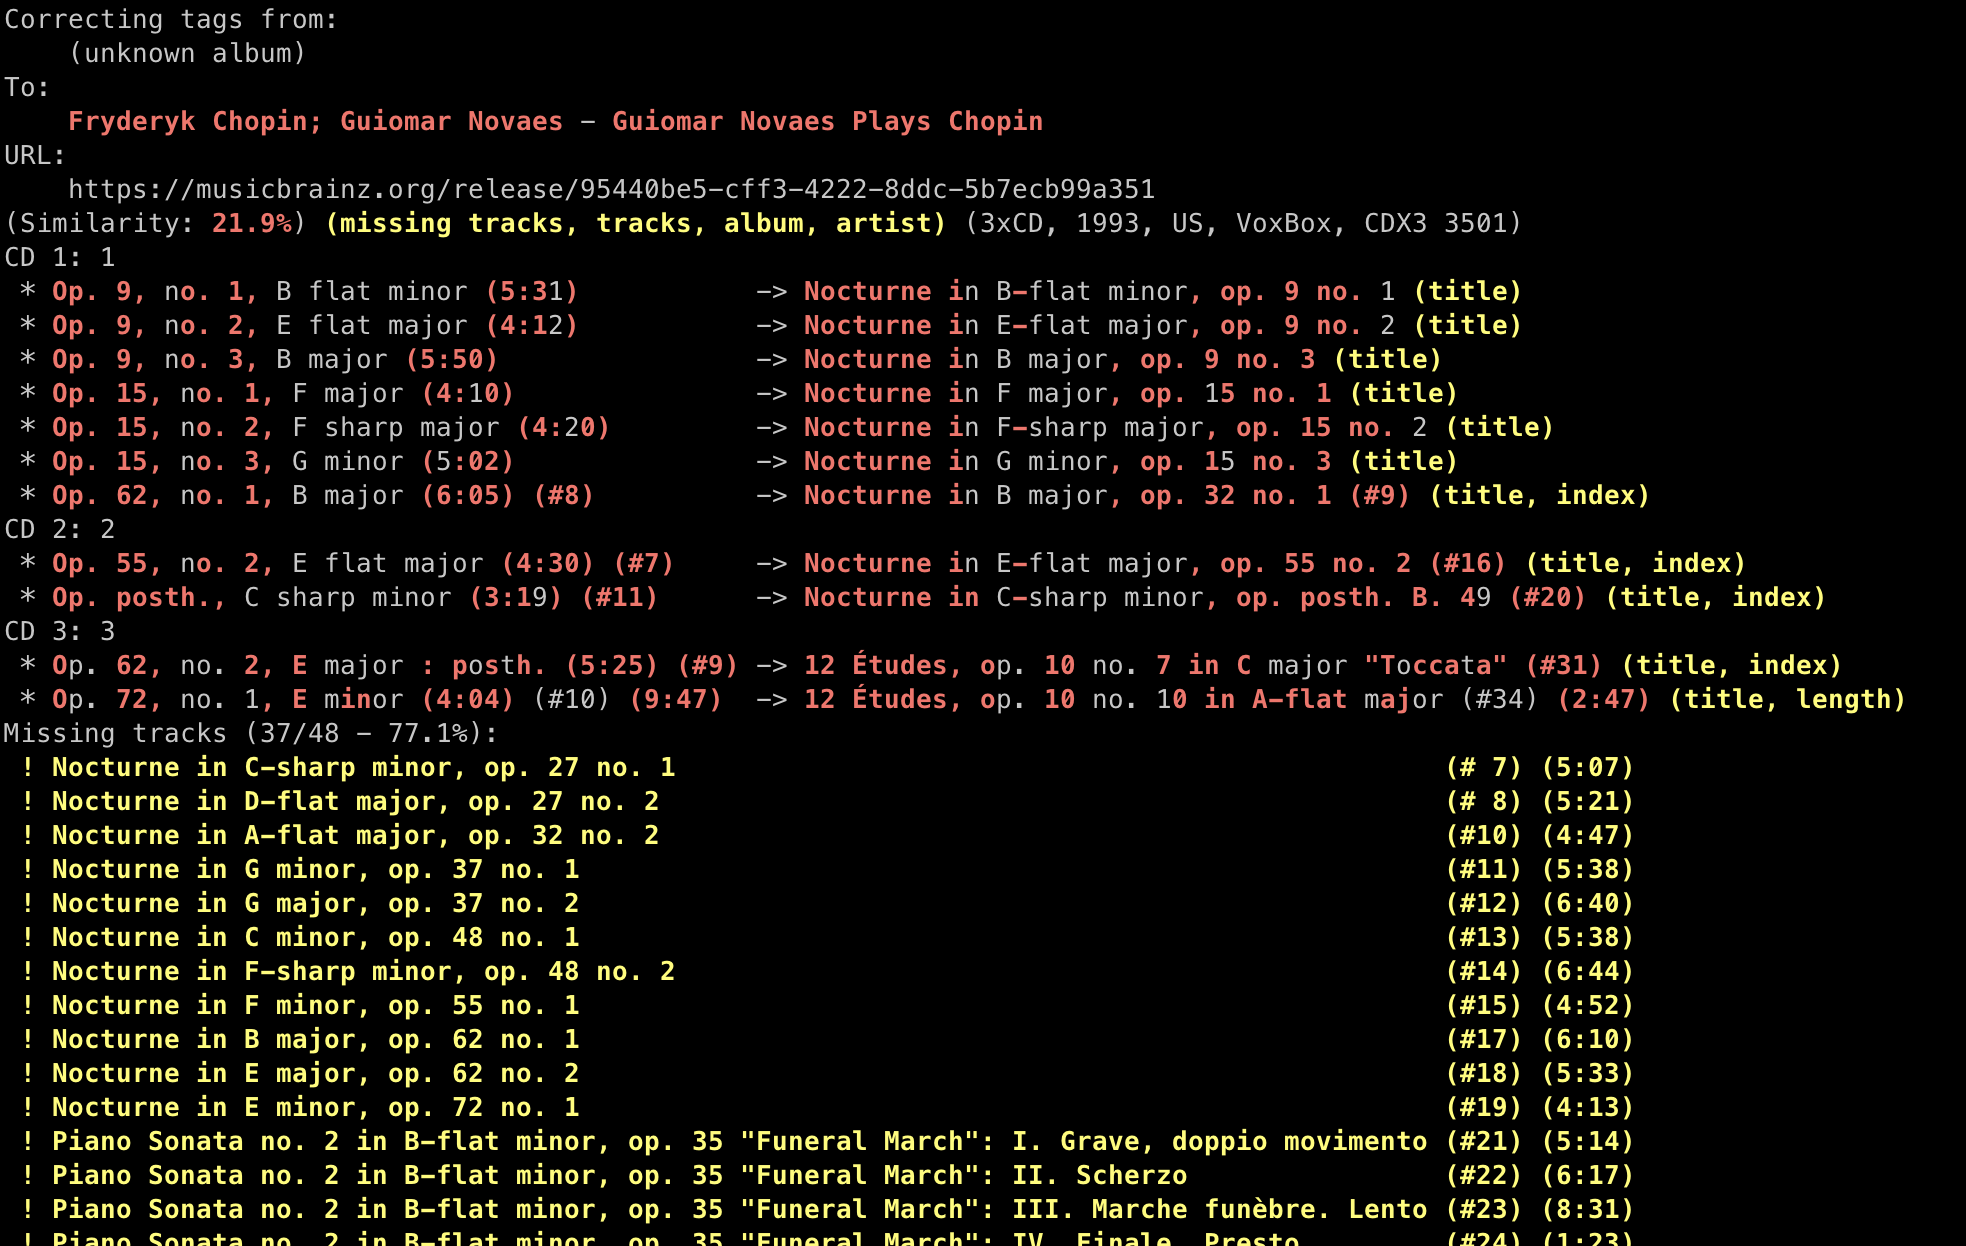 Correcting tags from:
(unknown album)
To:
Fryderyk Chopin; Guiomar Novaes - Guiomar Novaes Plays Chopin
URL:
https://musicbrainz.org/release/95440be5-cff3-4222-8ddc-5b7ecb99a351
(Similarity: 21.9%) (missing tracks, tracks, album, artist) (3xCD, 1993, US, VoxBox, CDX3 3501)
CD 1: 1
* Op. 9, no. 1, B flat minor (5:31) -> Nocturne in B-flat minor, op. 9 no. 1 (title)
* Op. 9, no. 2, E flat major (4:12) -> Nocturne in E-flat major, op. 9 no. 2 (title)
* Op. 9, no. 3, B major (5:50) -> Nocturne in B major, op. 9 no. 3 (title)
* Op. 15, no. 1, F major (4:10) -> Nocturne in F major, op. 15 no. 1 (title)
* Op. 15, no. 2, F sharp major (4:20) -> Nocturne in F-sharp major, op. 15 no. 2 (title)
* Op. 15, no. 3, G minor (5:02) -> Nocturne in G minor, op. 15 no. 3 (title)
* Op. 62, no. 1, B major (6:05) (#8) -> Nocturne in B major, op. 32 no. 1 (#9) (title, index)
CD 2: 2
* Op. 55, no. 2, E flat major (4:30) (#7) -> Nocturne in E-flat major, op. 55 no. 2 (#16) (title, index)
* Op. posth., C sharp minor (3:19) (#11) -> Nocturne in C-sharp minor, op. posth. B. 49 (#20) (title, index)
CD 3: 3
* Op. 62, no. 2, E major : posth. (5:25) (#9) -> 12 Études, op. 10 no. 7 in C major "Toccata" (#31) (title, index)
* Op. 72, no. 1, E minor (4:04) (#10) (9:47) -> 12 Études, op. 10 no. 10 in A-flat major (#34) (2:47) (title, length)
Missing tracks (37/48 - 77.1%):
! Nocturne in C-sharp minor, op. 27 no. 1 (# 7) (5:07)
! Nocturne in D-flat major, op. 27 no. 2 (# 8) (5:21)
! Nocturne in A-flat major, op. 32 no. 2 (#10) (4:47)
! Nocturne in G minor, op. 37 no. 1 (#11) (5:38)
! Nocturne in G major, op. 37 no. 2 (#12) (6:40)
! Nocturne in C minor, op. 48 no. 1 (#13) (5:38)
! Nocturne in F-sharp minor, op. 48 no. 2 (#14) (6:44)
! Nocturne in F minor, op. 55 no. 1 (#15) (4:52)
! Nocturne in B major, op. 62 no. 1 (#17) (6:10)
! Nocturne in E major, op. 62 no. 2 (#18) (5:33)
! Nocturne in E minor, op. 72 no. 1 (#19) (4:13)
! Piano Sonata no. 2 in B-flat minor, op. 35 "Funeral March": I. Grave, doppio movimento (#21) (5:14)
! Piano Sonata no. 2 in B-flat minor, op. 35 "Funeral March": II. Scherzo (#22) (6:17)
! Piano Sonata no. 2 in B-flat minor, op. 35 "Funeral March": III. Marche funèbre. Lento (#23) (8:31)
! Piano Sonata no. 2 in B-flat minor, op. 35 "Funeral March": IV. Finale. Presto (#24) (1:23)